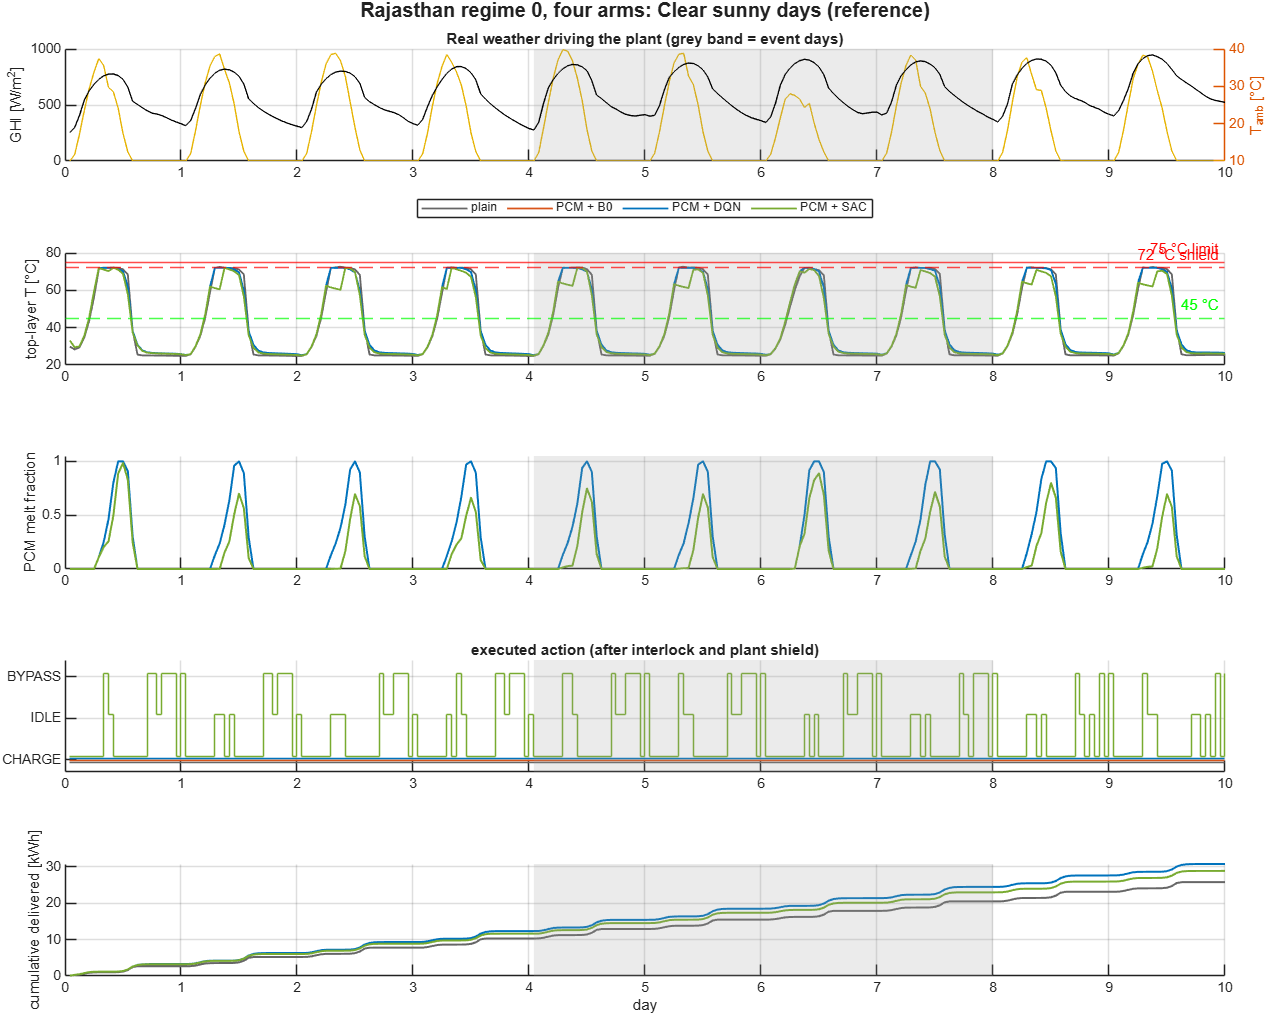 Rajasthan regime 0, four arms: Clear sunny days (reference)
Real weather driving the plant (grey band = event days)
GHI [W/m²]
1000
500
0
40
30
20
10
T_amb [°C]
0 1 2 3 4 5 6 7 8 9 10
plain PCM + B0 PCM + DQN PCM + SAC
top-layer T [°C]
80
60
40
20
75 °C limit
72 °C shield
45 °C
0 1 2 3 4 5 6 7 8 9 10
PCM melt fraction
1
0.5
0
0 1 2 3 4 5 6 7 8 9 10
executed action (after interlock and plant shield)
BYPASS
IDLE
CHARGE
0 1 2 3 4 5 6 7 8 9 10
cumulative delivered [kWh]
30
20
10
0
0 1 2 3 4 5 6 7 8 9 10
day